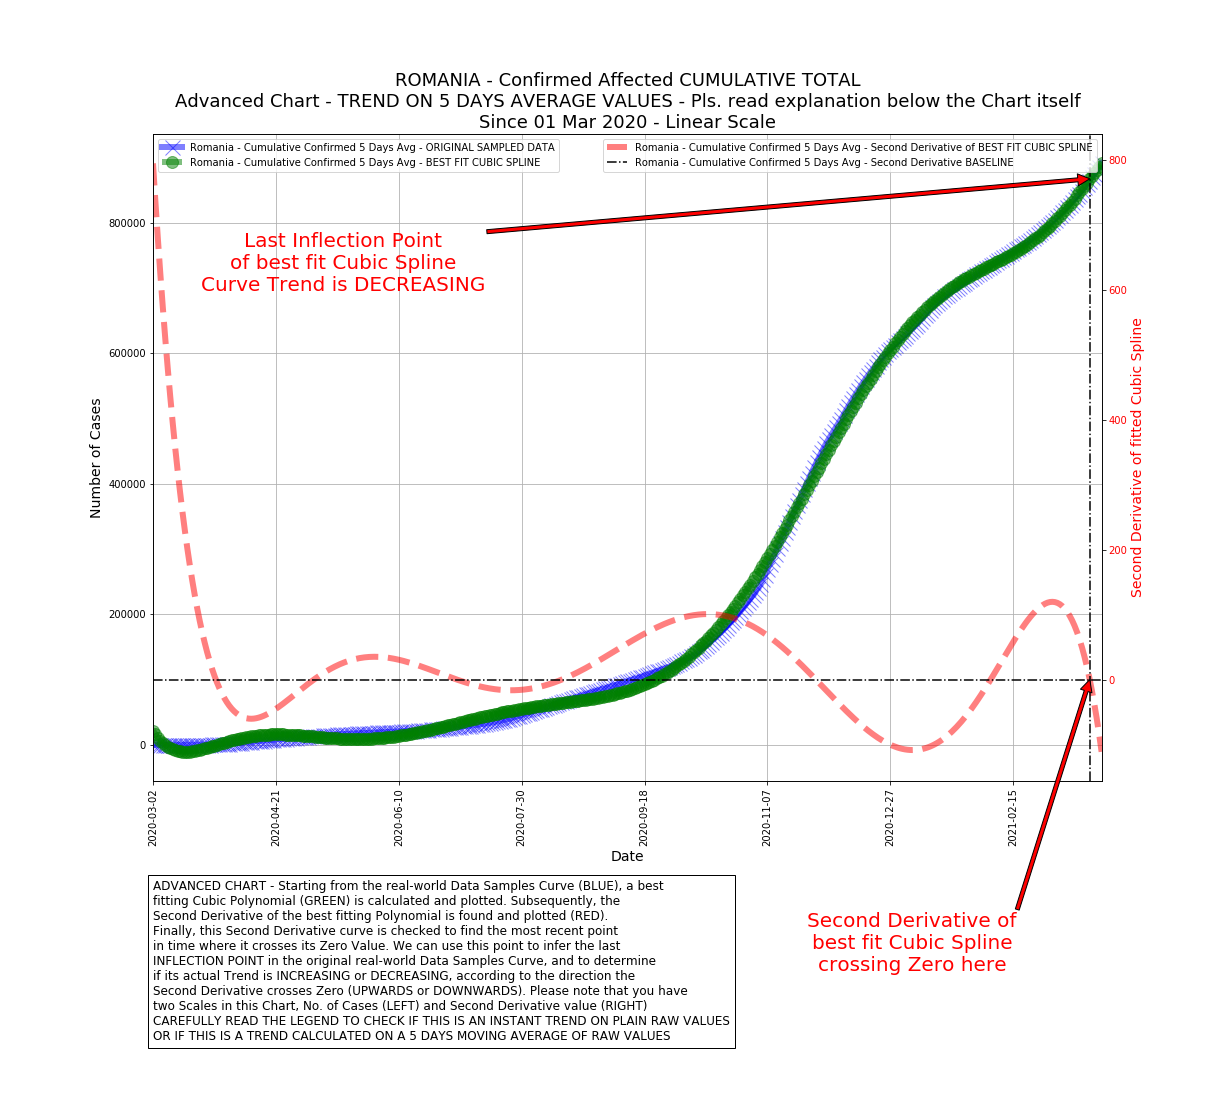 ROMANIA - Confirmed Affected CUMULATIVE TOTAL
Advanced Chart - TREND ON 5 DAYS AVERAGE VALUES - Pls. read explanation below the Chart itself
Since 01 Mar 2020 - Linear Scale
Romania - Cumulative Confirmed 5 Days Avg - ORIGINAL SAMPLED DATA
Romania - Cumulative Confirmed 5 Days Avg - BEST FIT CUBIC SPLINE
Romania - Cumulative Confirmed 5 Days Avg - Second Derivative of BEST FIT CUBIC SPLINE
Romania - Cumulative Confirmed 5 Days Avg - Second Derivative BASELINE
Last Inflection Point
of best fit Cubic Spline
Curve Trend is DECREASING
Number of Cases
800000
600000
400000
200000
0
800
600
400
200
0
Second Derivative of fitted Cubic Spline
2020-03-02
2020-04-21
2020-06-10
2020-07-30
2020-09-18
2020-11-07
2020-12-27
2021-02-15
Date
Second Derivative of
best fit Cubic Spline
crossing Zero here
ADVANCED CHART - Starting from the real-world Data Samples Curve (BLUE), a best
fitting Cubic Polynomial (GREEN) is calculated and plotted. Subsequently, the
Second Derivative of the best fitting Polynomial is found and plotted (RED).
Finally, this Second Derivative curve is checked to find the most recent point
in time where it crosses its Zero Value. We can use this point to infer the last
INFLECTION POINT in the original real-world Data Samples Curve, and to determine
if its actual Trend is INCREASING or DECREASING, according to the direction the
Second Derivative crosses Zero (UPWARDS or DOWNWARDS). Please note that you have
two Scales in this Chart, No. of Cases (LEFT) and Second Derivative value (RIGHT)
CAREFULLY READ THE LEGEND TO CHECK IF THIS IS AN INSTANT TREND ON PLAIN RAW VALUES
OR IF THIS IS A TREND CALCULATED ON A 5 DAYS MOVING AVERAGE OF RAW VALUES